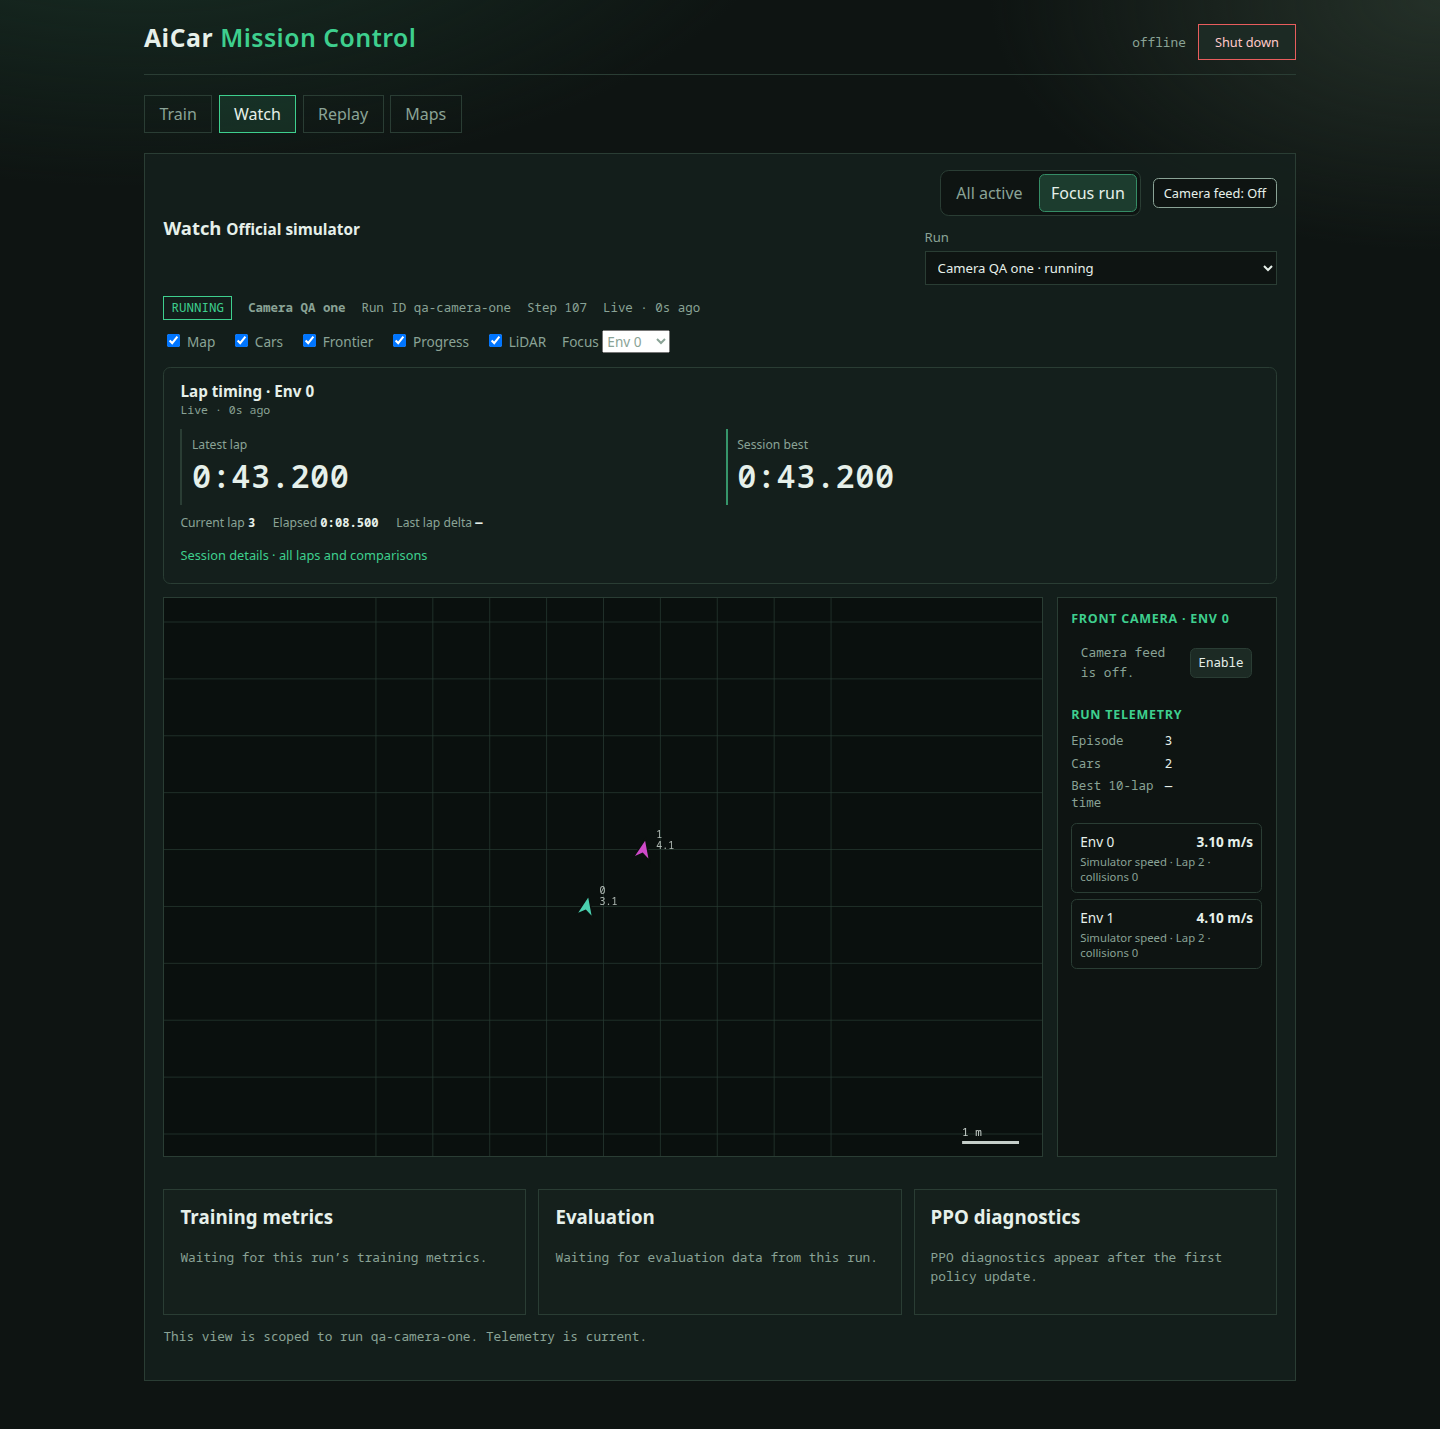 AiCar Mission Control
offline
Shut down
Train
Watch
Replay
Maps
All active
Focus run
Camera feed: Off
Watch Official simulator
Run
Camera QA one · running
RUNNING
Camera QA one
Run ID qa-camera-one
Step 107
Live · 0s ago
Map
Cars
Frontier
Progress
LiDAR
Focus
Env 0
Lap timing · Env 0
Live · 0s ago
Latest lap
0:43.200
Session best
0:43.200
Current lap 3
Elapsed 0:08.500
Last lap delta —
Session details · all laps and comparisons
1
4.1
0
3.1
1 m
FRONT CAMERA · ENV 0
Camera feed
is off.
Enable
RUN TELEMETRY
Episode 3
Cars 2
Best 10-lap —
time
Env 0 3.10 m/s
Simulator speed · Lap 2 ·
collisions 0
Env 1 4.10 m/s
Simulator speed · Lap 2 ·
collisions 0
Training metrics
Waiting for this run’s training metrics.
Evaluation
Waiting for evaluation data from this run.
PPO diagnostics
PPO diagnostics appear after the first
policy update.
This view is scoped to run qa-camera-one. Telemetry is current.